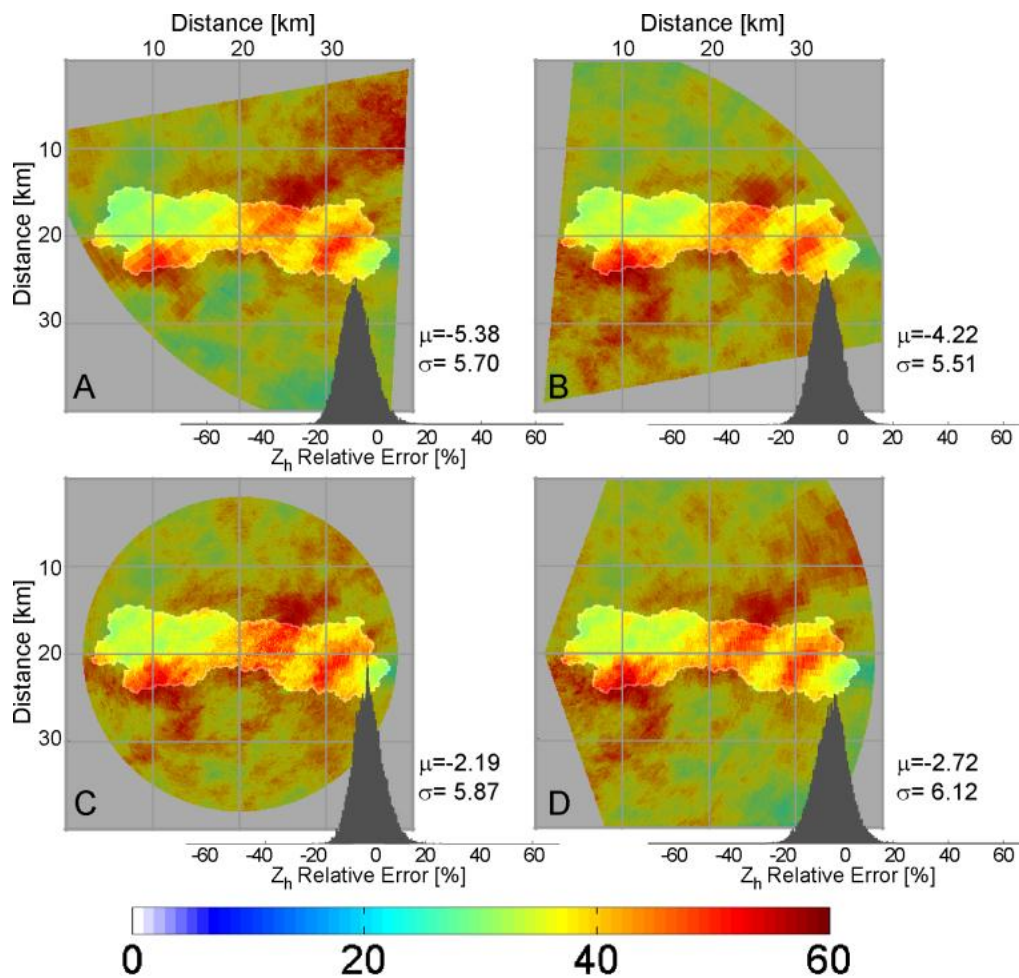 Distance [km]
Distance [km]
10 20 30
10 20 30
Distance [km]
10
20
30
μ=-5.38
σ= 5.70
μ=-4.22
σ= 5.51
A
B
-60 -40 -20 0 20 40 60
-60 -40 -20 0 20 40 60
Zh Relative Error [%]
Zh Relative Error [%]
Distance [km]
10
20
30
μ=-2.19
σ= 5.87
μ=-2.72
σ= 6.12
C
D
-60 -40 -20 0 20 40 60
-60 -40 -20 0 20 40 60
Zh Relative Error [%]
Zh Relative Error [%]
0 20 40 60